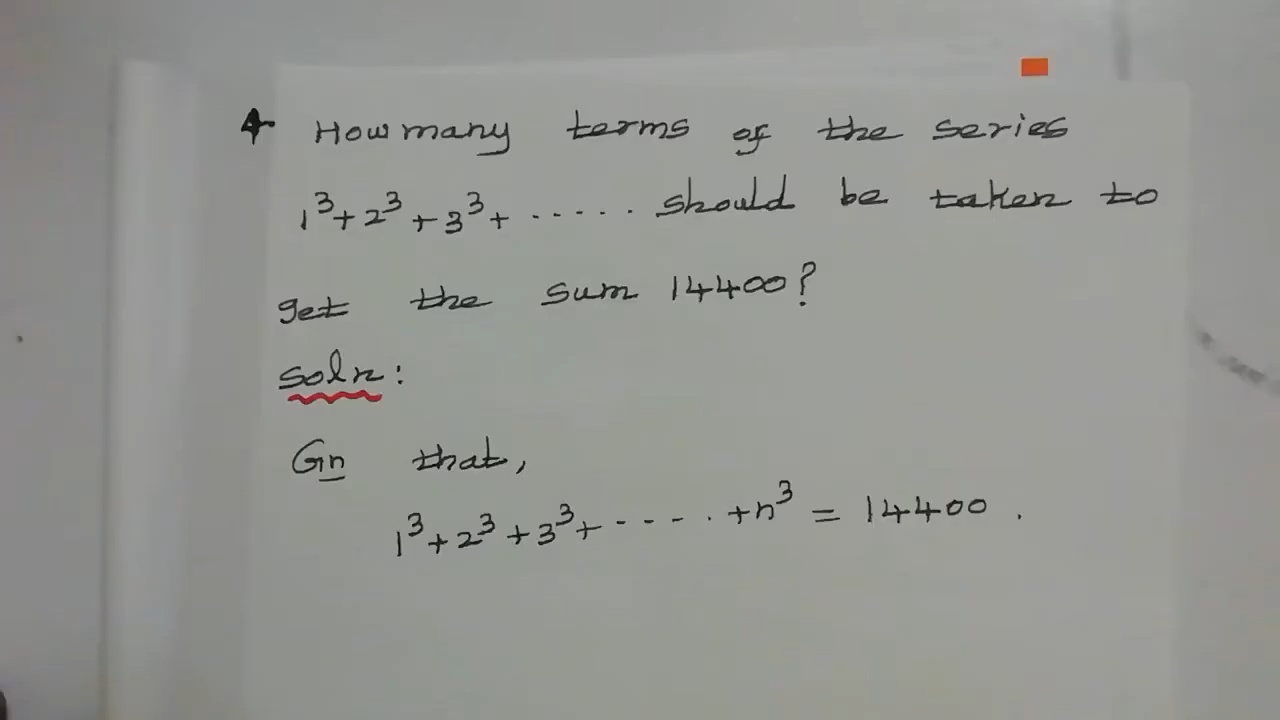 4 How many terms of the series
1³+2³+3³+ ..... should be taken to
get the sum 14400?
Soln:
Gn that,
1³+2³+3³+ ----. +n³ = 14400.